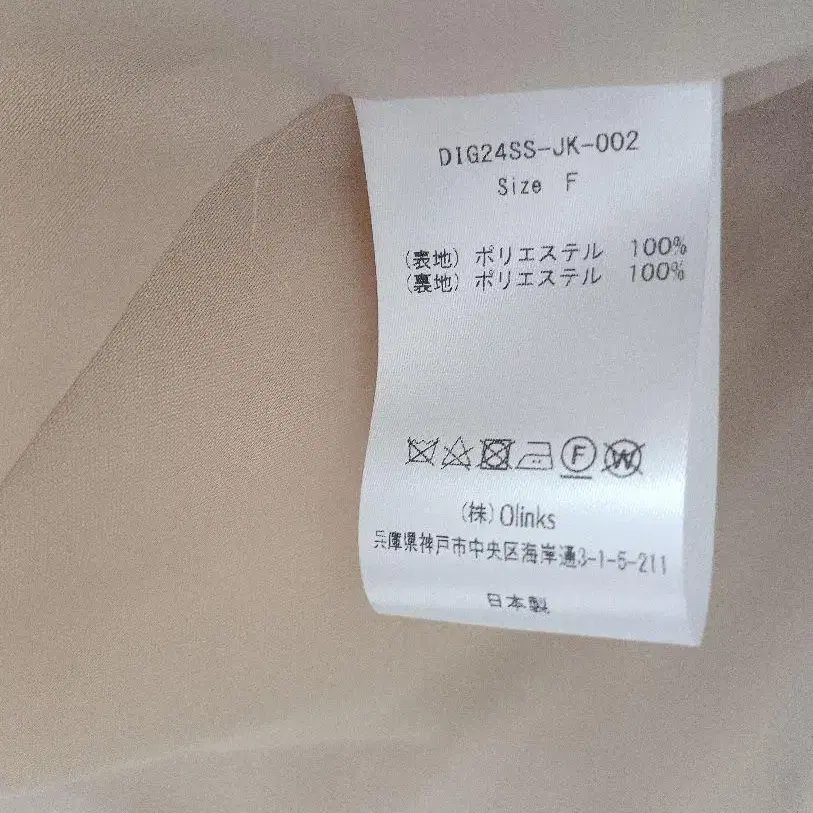 DIG24SS-JK-002
Size F
(表地) ポリエステル 100%
(裏地) ポリエステル 100%
F W
(株)Olinks
兵庫県神戸市中央区海岸通3-1-5-211
日本製